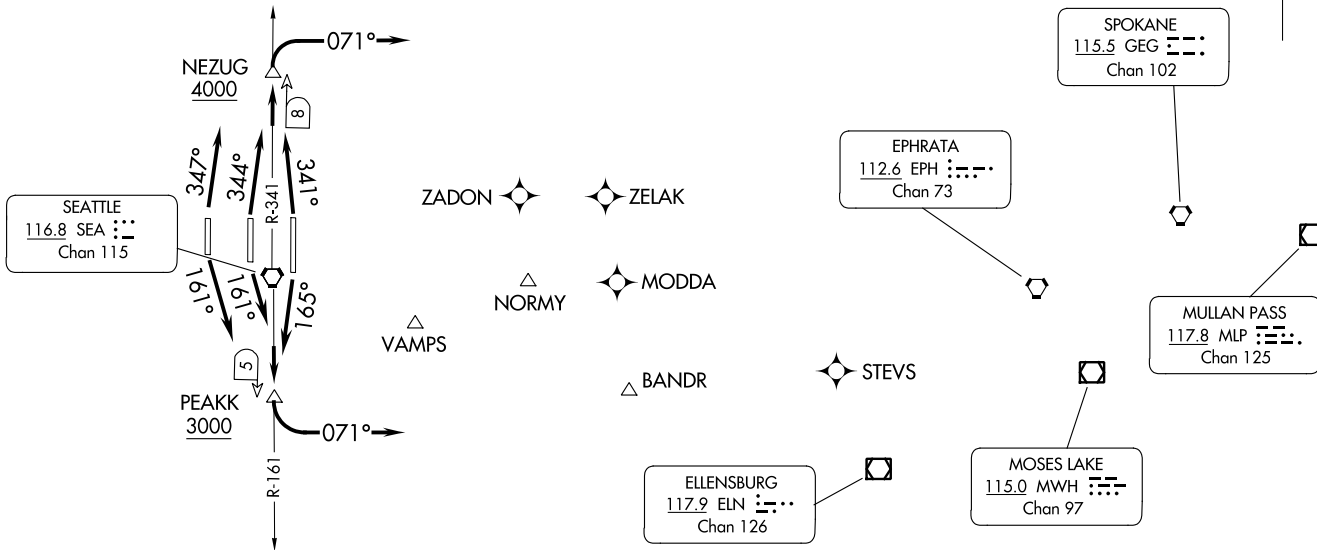 071°
NEZUG
4000
8
347°
344°
341°
R-341
SEATTLE
116.8 SEA
Chan 115
161°
161°
165°
5
PEAKK
3000
071°
R-161
ZADON
ZELAK
NORMY
MODDA
VAMPS
BANDR
STEVS
SPOKANE
115.5 GEG
Chan 102
EPHRATA
112.6 EPH
Chan 73
MULLAN PASS
117.8 MLP
Chan 125
ELLENSBURG
117.9 ELN
Chan 126
MOSES LAKE
115.0 MWH
Chan 97